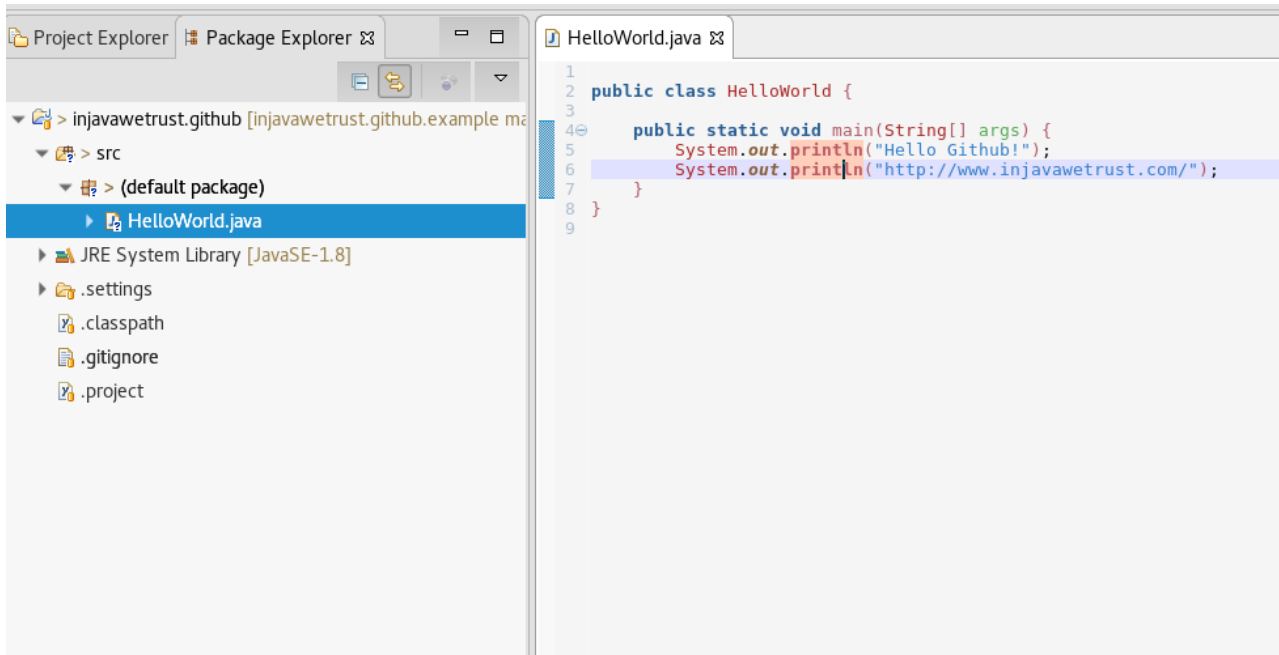 Project Explorer Package Explorer
> injavawetrust.github [injavawetrust.github.example ma
> src
> (default package)
HelloWorld.java
JRE System Library [JavaSE-1.8]
.settings
.classpath
.gitignore
.project
HelloWorld.java
1
2 public class HelloWorld {
3
4 public static void main(String[] args) {
5 System.out.println("Hello Github!");
6 System.out.println("http://www.injavawetrust.com/");
7 }
8 }
9